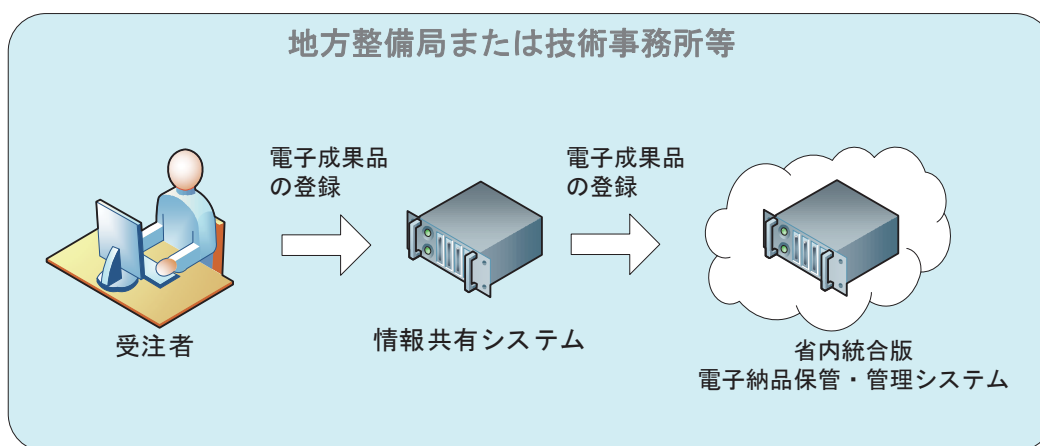 地方整備局または技術事務所等
電子成果品
の登録
電子成果品
の登録
受注者
情報共有システム
省内統合版
電子納品保管・管理システム